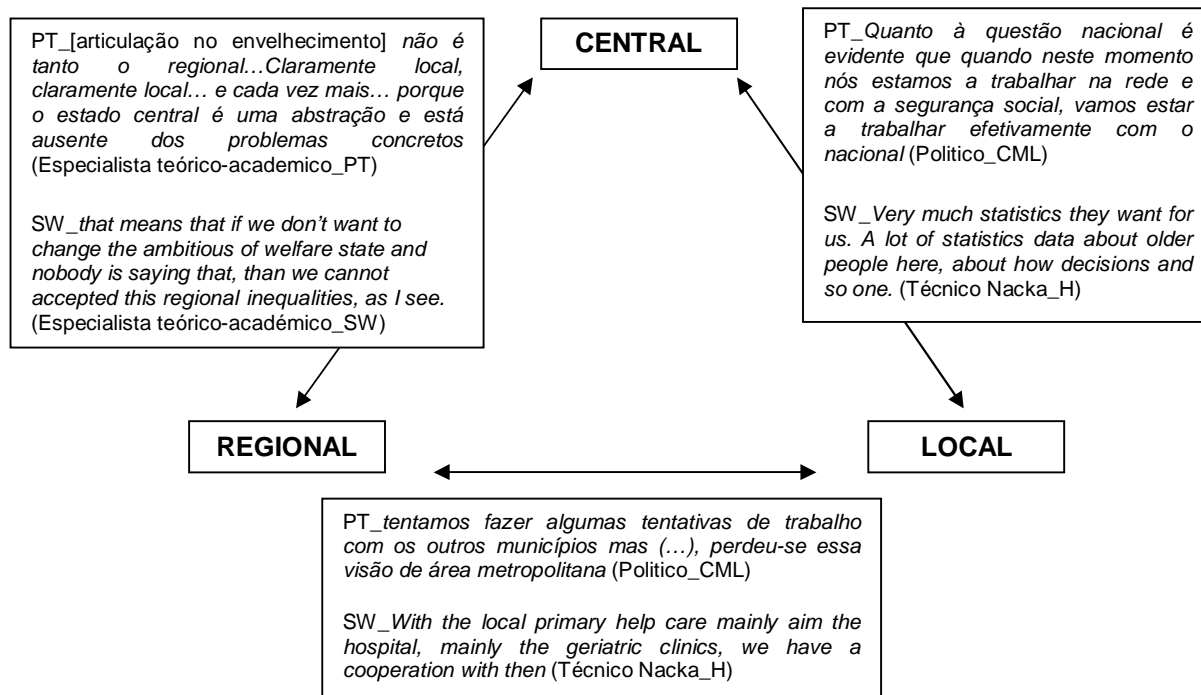 PT_[articulação no envelhecimento] não é
tanto o regional…Claramente local,
claramente local… e cada vez mais… porque
o estado central é uma abstração e está
ausente dos problemas concretos
(Especialista teórico-academico_PT)
SW_that means that if we don’t want to
change the ambitious of welfare state and
nobody is saying that, than we cannot
accepted this regional inequalities, as I see.
(Especialista teórico-académico_SW)
CENTRAL
PT_Quanto à questão nacional é
evidente que quando neste momento
nós estamos a trabalhar na rede e
com a segurança social, vamos estar
a trabalhar efetivamente com o
nacional (Politico_CML)
SW_Very much statistics they want for
us. A lot of statistics data about older
people here, about how decisions and
so one. (Técnico Nacka_H)
REGIONAL
LOCAL
PT_tentamos fazer algumas tentativas de trabalho
com os outros municípios mas (…), perdeu-se essa
visão de área metropolitana (Politico_CML)
SW_With the local primary help care mainly aim the
hospital, mainly the geriatric clinics, we have a
cooperation with then (Técnico Nacka_H)